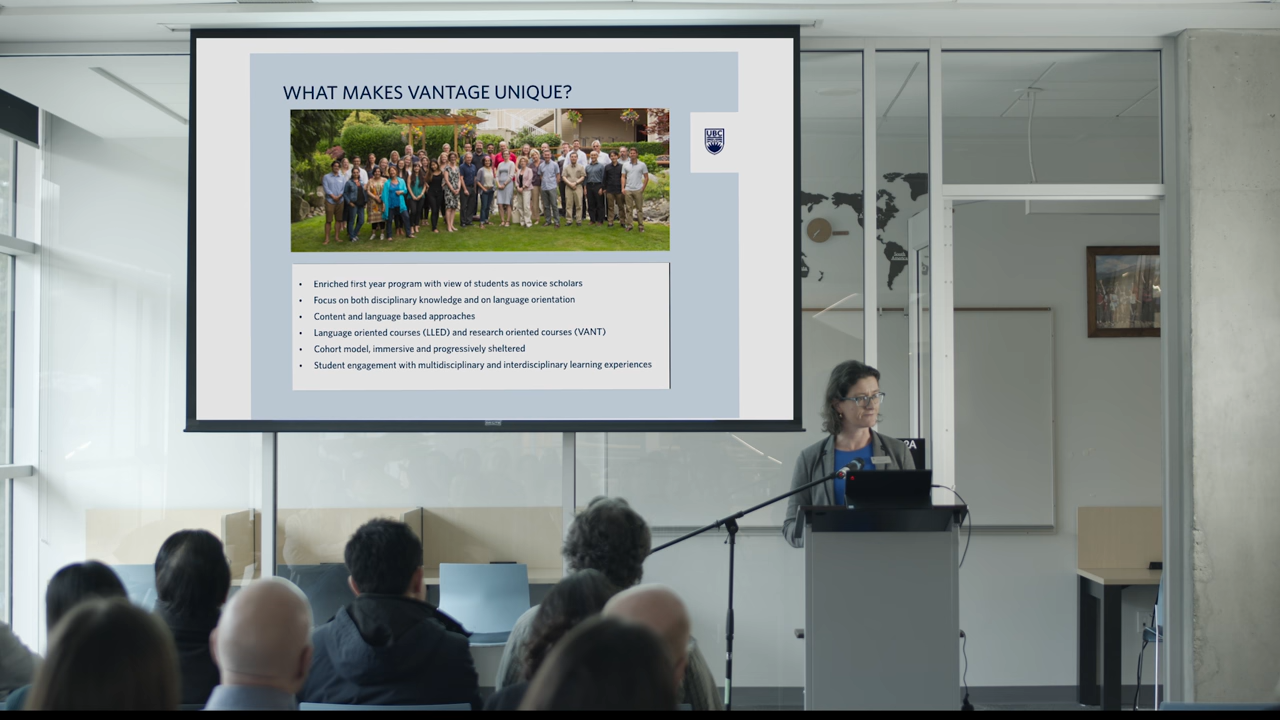 WHAT MAKES VANTAGE UNIQUE?
UBC
• Enriched first year program with view of students as novice scholars
• Focus on both disciplinary knowledge and on language orientation
• Content and language based approaches
• Language oriented courses (LLED) and research oriented courses (VANT)
• Cohort model, immersive and progressively sheltered
• Student engagement with multidisciplinary and interdisciplinary learning experiences
South